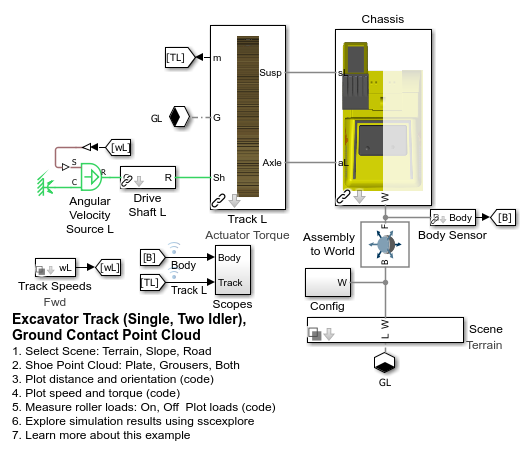 Chassis
[TL]
m
Susp
sL
GL
G
[wL]
S
R
C
R
Sh
Axle
aL
W
Angular
Velocity
Source L
Drive
Shaft L
Track L
Actuator Torque
F
Body
[B]
Body Sensor
Assembly
to World
B
wL
[wL]
Track Speeds
Fwd
[B]
Body
Body
[TL]
Track L
Track
Scopes
W
Config
W
L
Scene
Terrain
GL
Excavator Track (Single, Two Idler),
Ground Contact Point Cloud
1. Select Scene: Terrain, Slope, Road
2. Shoe Point Cloud: Plate, Grousers, Both
3. Plot distance and orientation (code)
4. Plot speed and torque (code)
5. Measure roller loads: On, Off  Plot loads (code)
6. Explore simulation results using sscexplore
7. Learn more about this example